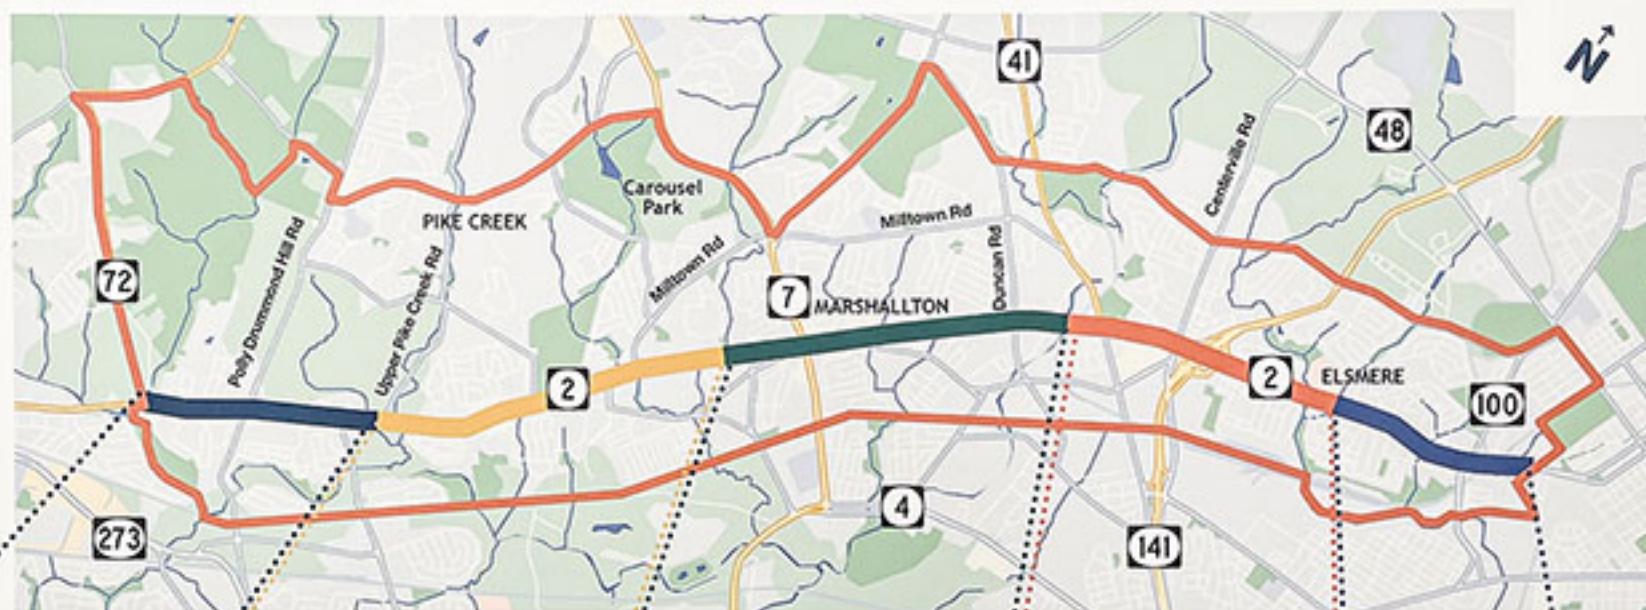 N
41
48
Centerville Rd
Carousel
Park
PIKE CREEK
Milltown Rd
Milltown Rd
72
Polly Drummond Hill Rd
Upper Pike Creek Rd
7
MARSHALLTON
Duncan Rd
2
2
ELSMERE
100
4
273
141